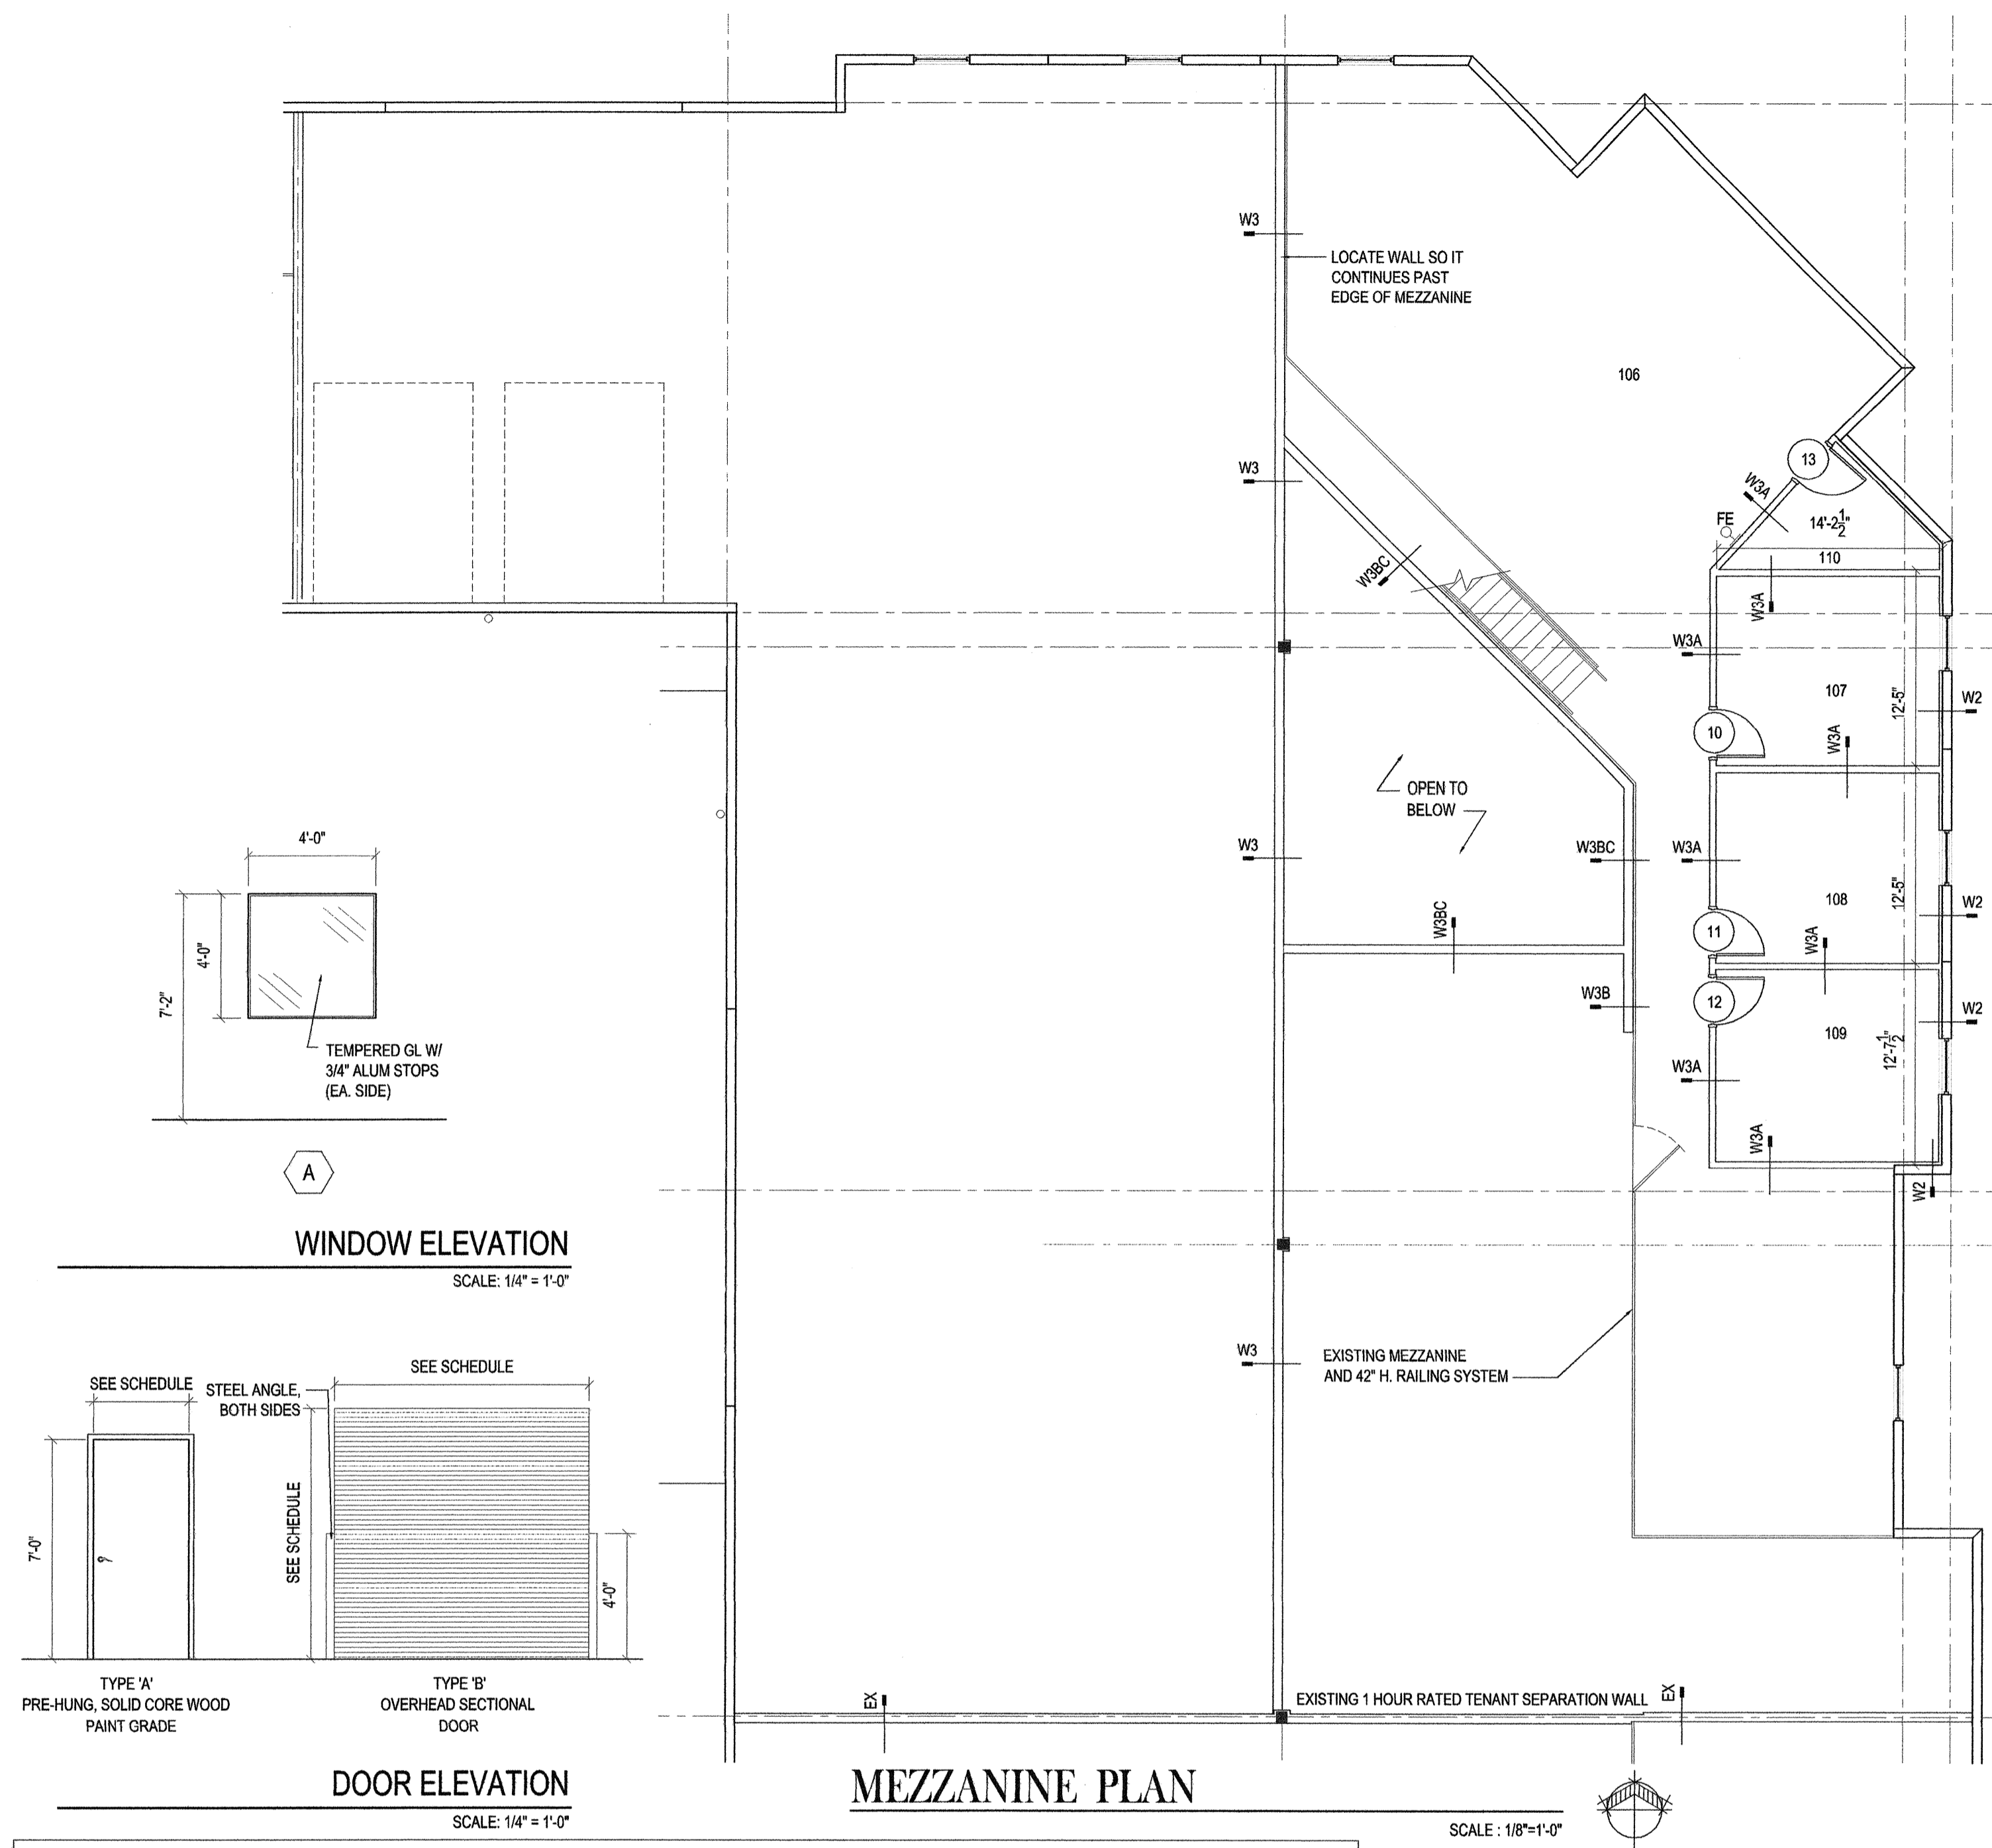 W3
LOCATE WALL SO IT
CONTINUES PAST
EDGE OF MEZZANINE
106
W3
13
W3A
FE
14'-2 1/2"
110
W3BC
W3A
W3A
107
12'-5"
W2
10
W3A
OPEN TO
BELOW
4'-0"
W3
W3BC
W3A
108
12'-5"
W2
W3BC
11
W3A
4'-0"
7'-2"
W3B
12
109
W2
12'-7 1/2"
TEMPERED GL W/
3/4" ALUM STOPS
(EA. SIDE)
W3A
W3A
A
W2
WINDOW ELEVATION
SCALE: 1/4" = 1'-0"
W3
EXISTING MEZZANINE
AND 42" H. RAILING SYSTEM
SEE SCHEDULE
SEE SCHEDULE
STEEL ANGLE,
BOTH SIDES
SEE SCHEDULE
7'-0"
4'-0"
TYPE 'A'
PRE-HUNG, SOLID CORE WOOD
PAINT GRADE
TYPE 'B'
OVERHEAD SECTIONAL
DOOR
EX
EXISTING 1 HOUR RATED TENANT SEPARATION WALL
EX
DOOR ELEVATION
SCALE: 1/4" = 1'-0"
MEZZANINE PLAN
SCALE : 1/8"=1'-0"